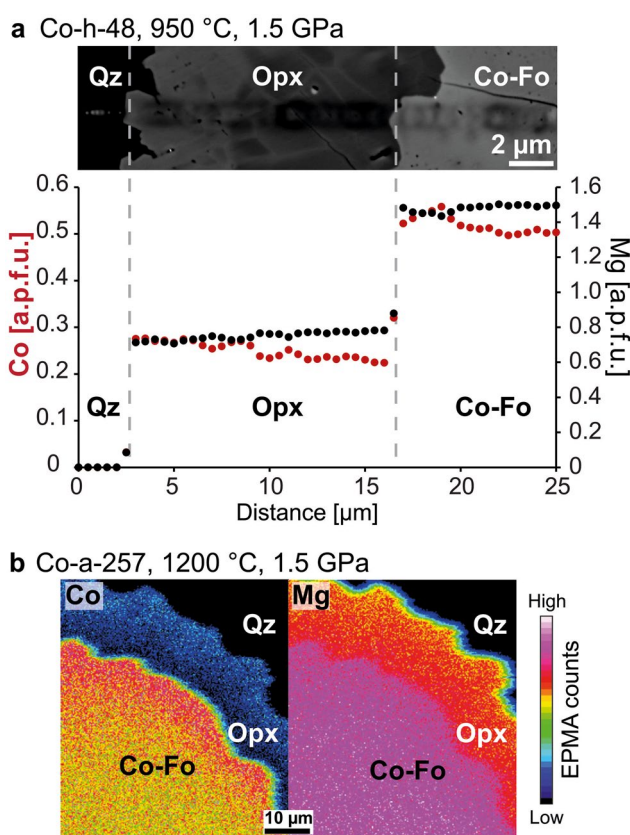 a Co-h-48, 950 °C, 1.5 GPa
Qz Opx Co-Fo
2 µm
0.6 1.6
0.5 1.4
1.2
0.4 1.0
0.3 0.8
0.2 0.6
0.4
0.1 0.2
0 0
Co [a.p.f.u.]
Mg [a.p.f.u.]
Qz Opx Co-Fo
0 5 10 15 20 25
Distance [µm]
b Co-a-257, 1200 °C, 1.5 GPa
Co Mg
Qz Qz
Opx Opx
Co-Fo Co-Fo
10 µm
High
EPMA counts
Low